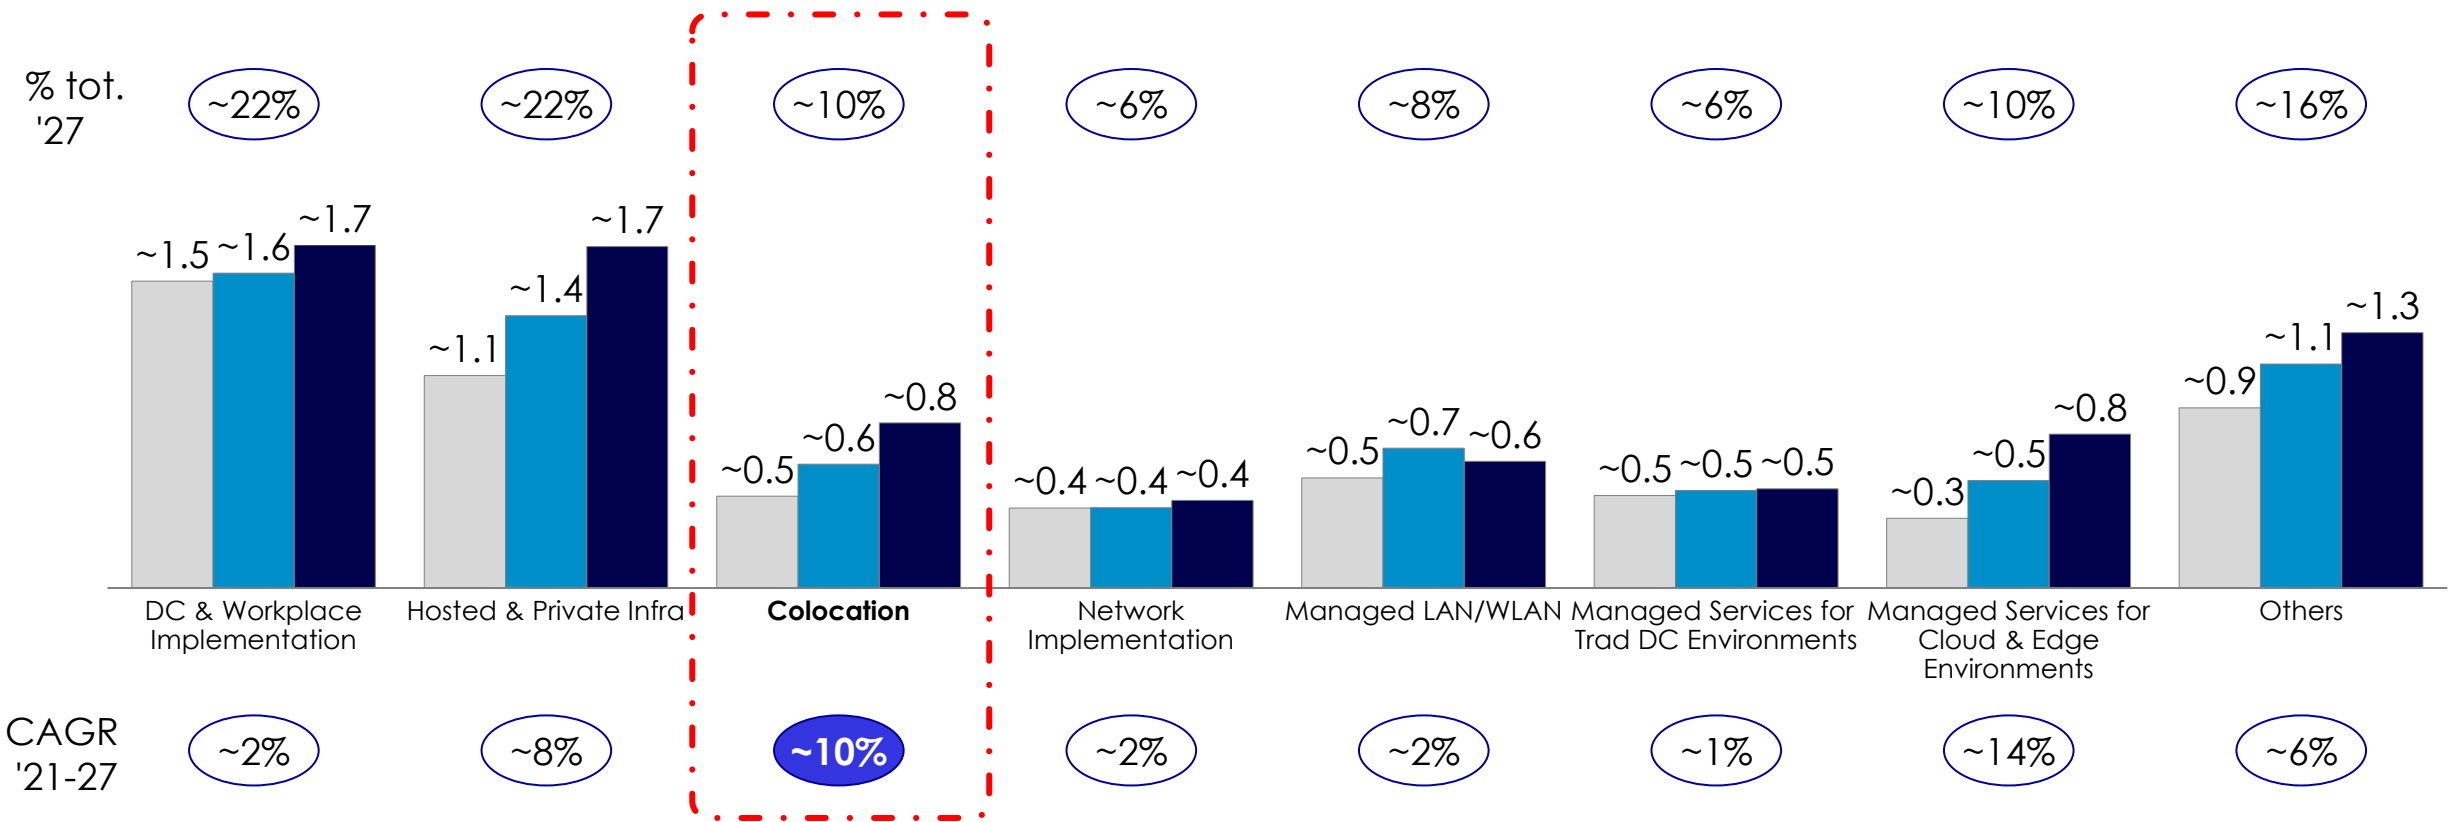 % tot.
'27
~22%
~22%
~10%
~6%
~8%
~6%
~10%
~16%
~1.5
~1.6
~1.7
~1.1
~1.4
~1.7
~0.5
~0.6
~0.8
~0.4
~0.4
~0.4
~0.5
~0.7
~0.6
~0.5
~0.5
~0.5
~0.3
~0.5
~0.8
~0.9
~1.1
~1.3
DC & Workplace
Implementation
Hosted & Private Infra
Colocation
Network
Implementation
Managed LAN/WLAN
Managed Services for
Trad DC Environments
Managed Services for
Cloud & Edge
Environments
Others
CAGR
'21-27
~2%
~8%
~10%
~2%
~2%
~1%
~14%
~6%